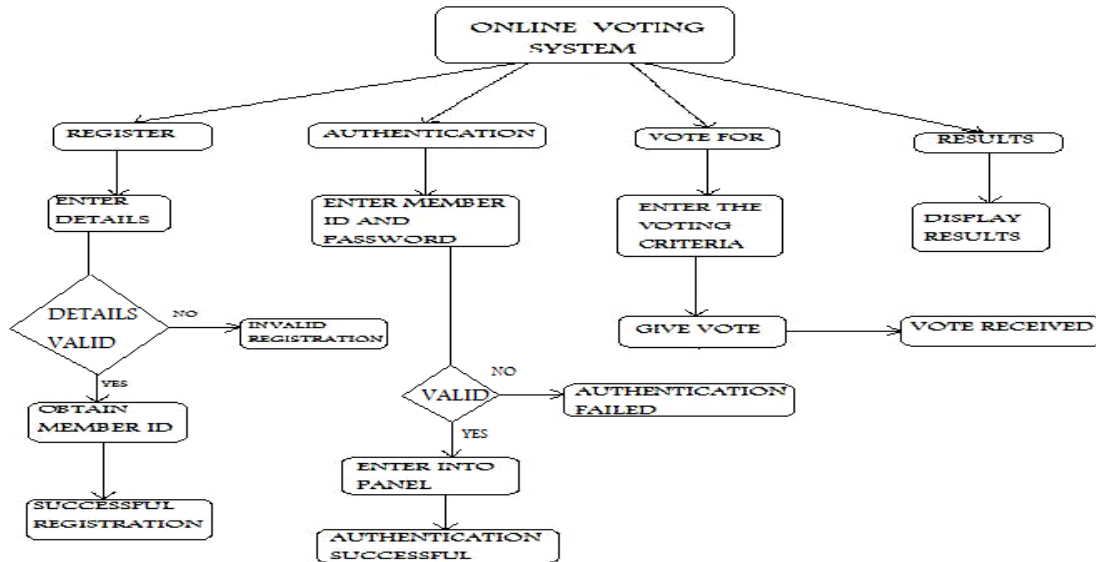 ONLINE VOTING
SYSTEM
REGISTER
AUTHENTICATION
VOTE FOR
RESULTS
ENTER
DETAILS
ENTER MEMBER
ID AND
PASSWORD
ENTER THE
VOTING
CRITERIA
DISPLAY
RESULTS
DETAILS
VALID
NO
INVALID
REGISTRATION
GIVE VOTE
VOTE RECEIVED
YES
VALID
NO
AUTHENTICATION
FAILED
OBTAIN
MEMBER ID
YES
ENTER INTO
PANEL
SUCCESSFUL
REGISTRATION
AUTHENTICATION
SUCCESSFUL